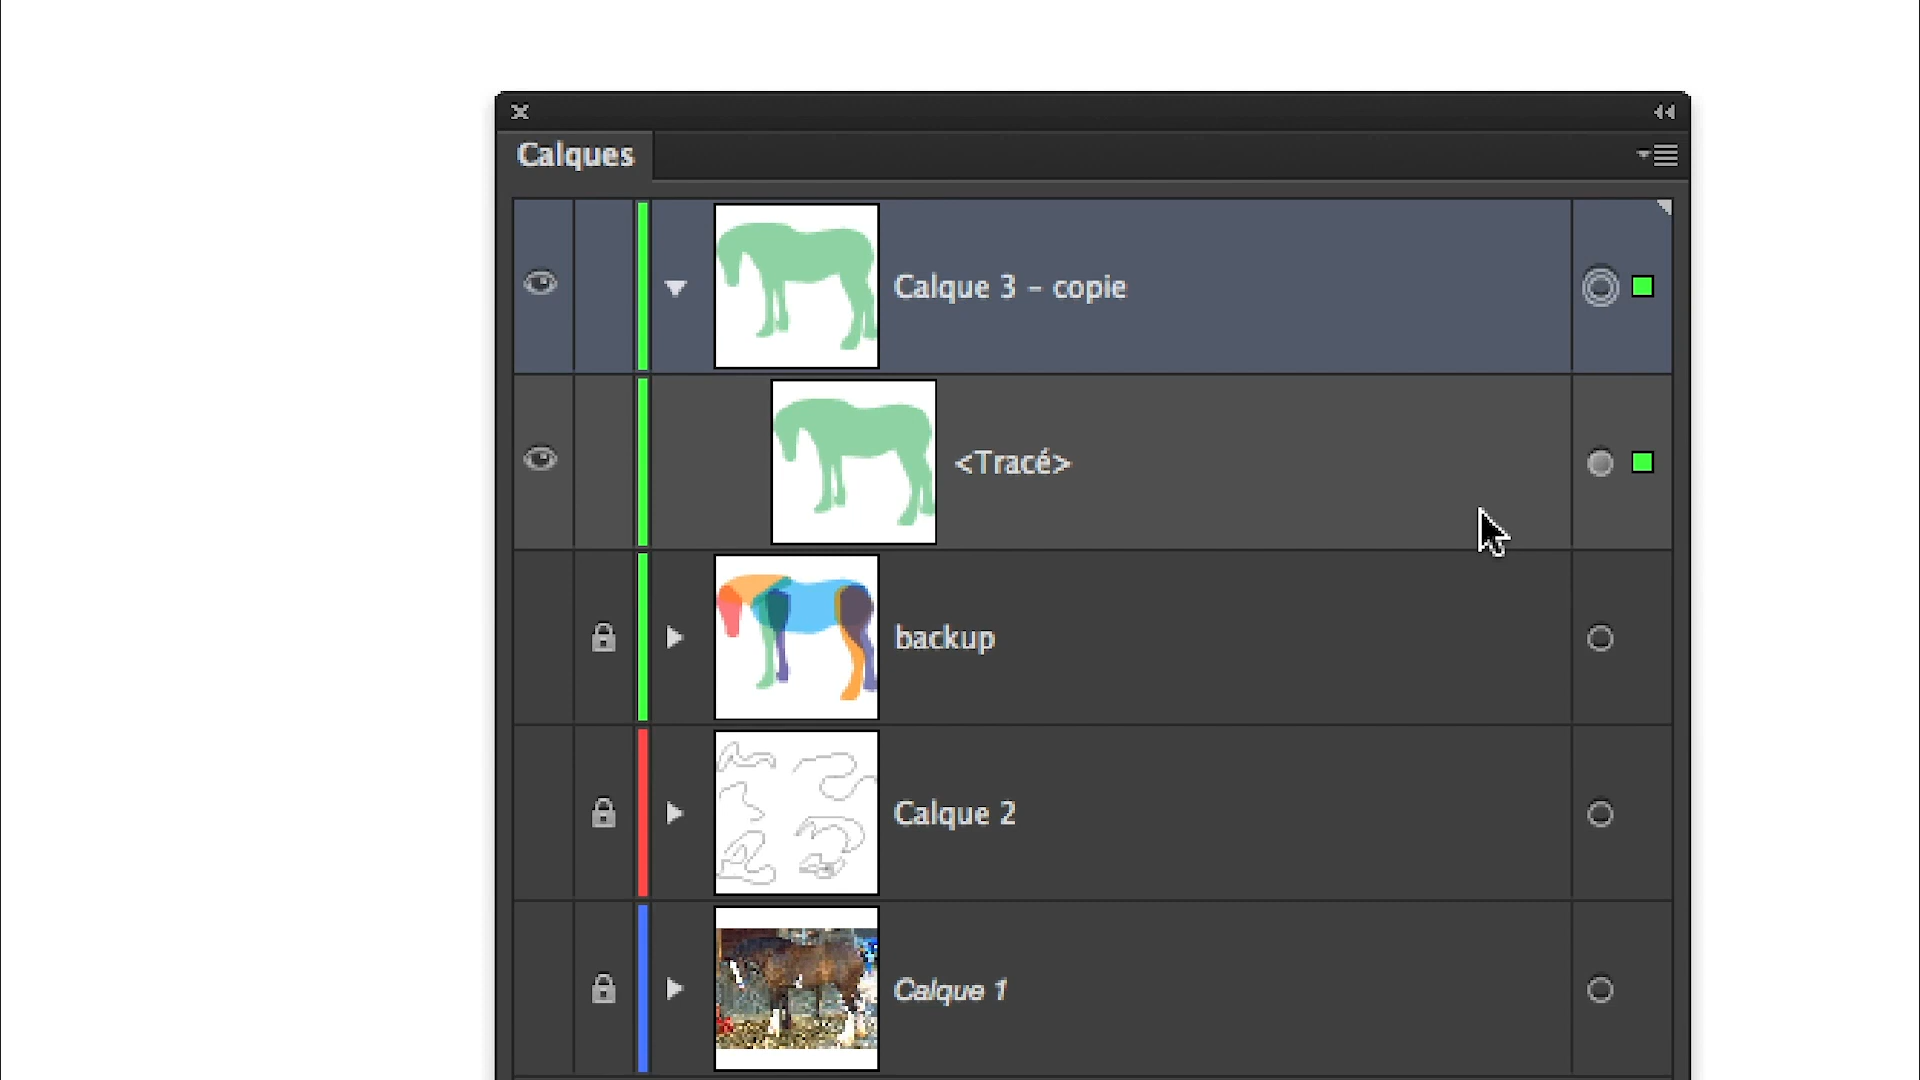 Calques
Calque 3 - copie
<Tracé>
backup
Calque 2
Calque 1